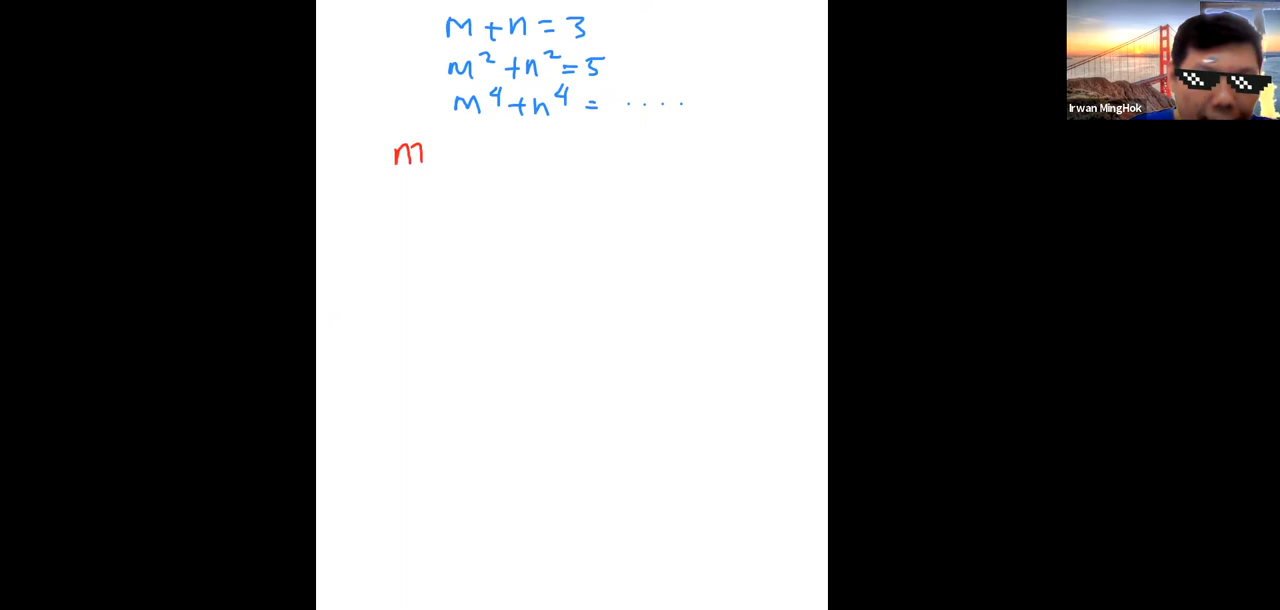 m + n = 3
m² + n² = 5
m⁴ + n⁴ = ....
m
Irwan MingHok